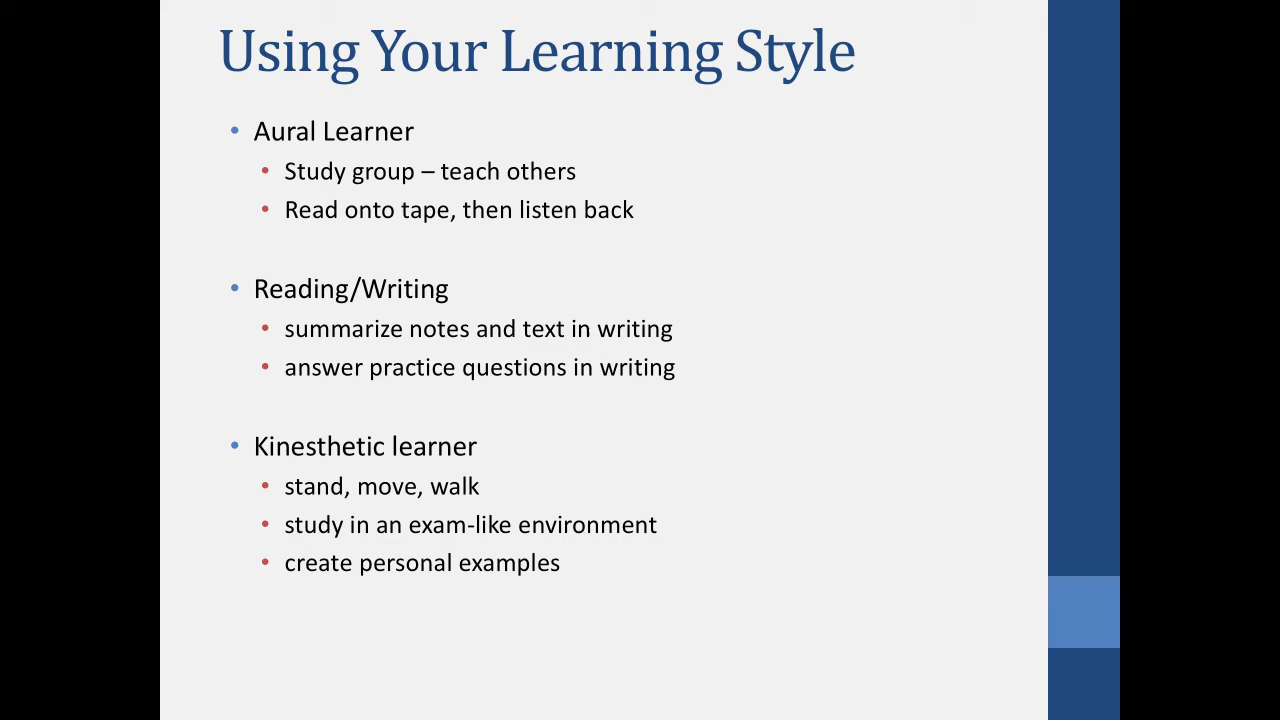 Using Your Learning Style
• Aural Learner
• Study group – teach others
• Read onto tape, then listen back
• Reading/Writing
• summarize notes and text in writing
• answer practice questions in writing
• Kinesthetic learner
• stand, move, walk
• study in an exam-like environment
• create personal examples